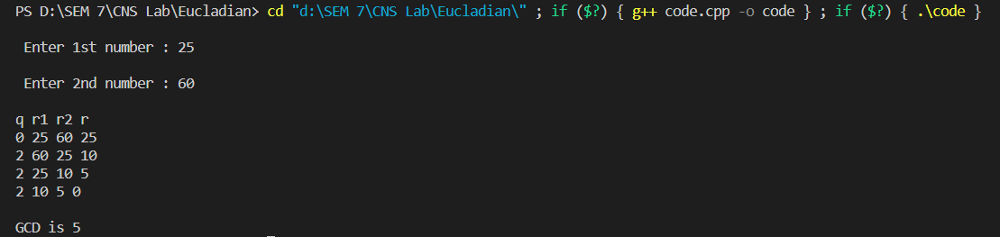 PS D:\SEM 7\CNS Lab\Eucladian> cd "d:\SEM 7\CNS Lab\Eucladian\" ; if ($?) { g++ code.cpp -o code } ; if ($?) { .\code }
Enter 1st number : 25
Enter 2nd number : 60
q r1 r2 r
0 25 60 25
2 60 25 10
2 25 10 5
2 10 5 0
GCD is 5